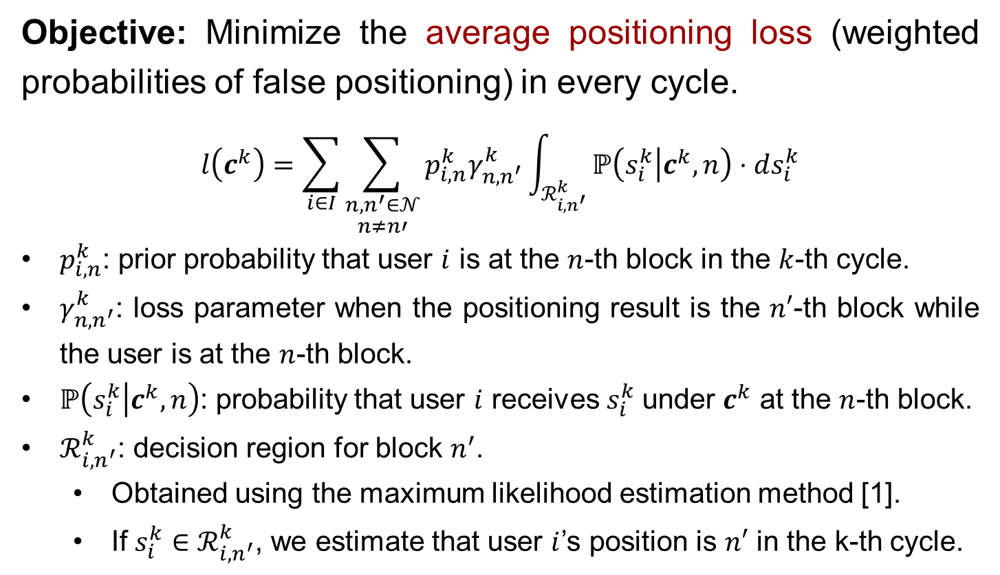 Objective: Minimize the average positioning loss (weighted
probabilities of false positioning) in every cycle.
$l(\boldsymbol{c}^k) = \sum_{i \in I} \sum_{\substack{n,n' \in \mathcal{N} \\ n \neq n'}} p_{i,n}^k \gamma_{n,n'}^k \int_{\mathcal{R}_{i,n'}^k} \mathbb{P}(s_i^k | \boldsymbol{c}^k, n) \cdot ds_i^k$
• $p_{i,n}^k$: prior probability that user $i$ is at the $n$-th block in the $k$-th cycle.
• $\gamma_{n,n'}^k$: loss parameter when the positioning result is the $n'$-th block while
the user is at the $n$-th block.
• $\mathbb{P}(s_i^k | \boldsymbol{c}^k, n)$: probability that user $i$ receives $s_i^k$ under $\boldsymbol{c}^k$ at the $n$-th block.
• $\mathcal{R}_{i,n'}^k$: decision region for block $n'$.
• Obtained using the maximum likelihood estimation method [1].
• If $s_i^k \in \mathcal{R}_{i,n'}^k$, we estimate that user $i$'s position is $n'$ in the k-th cycle.